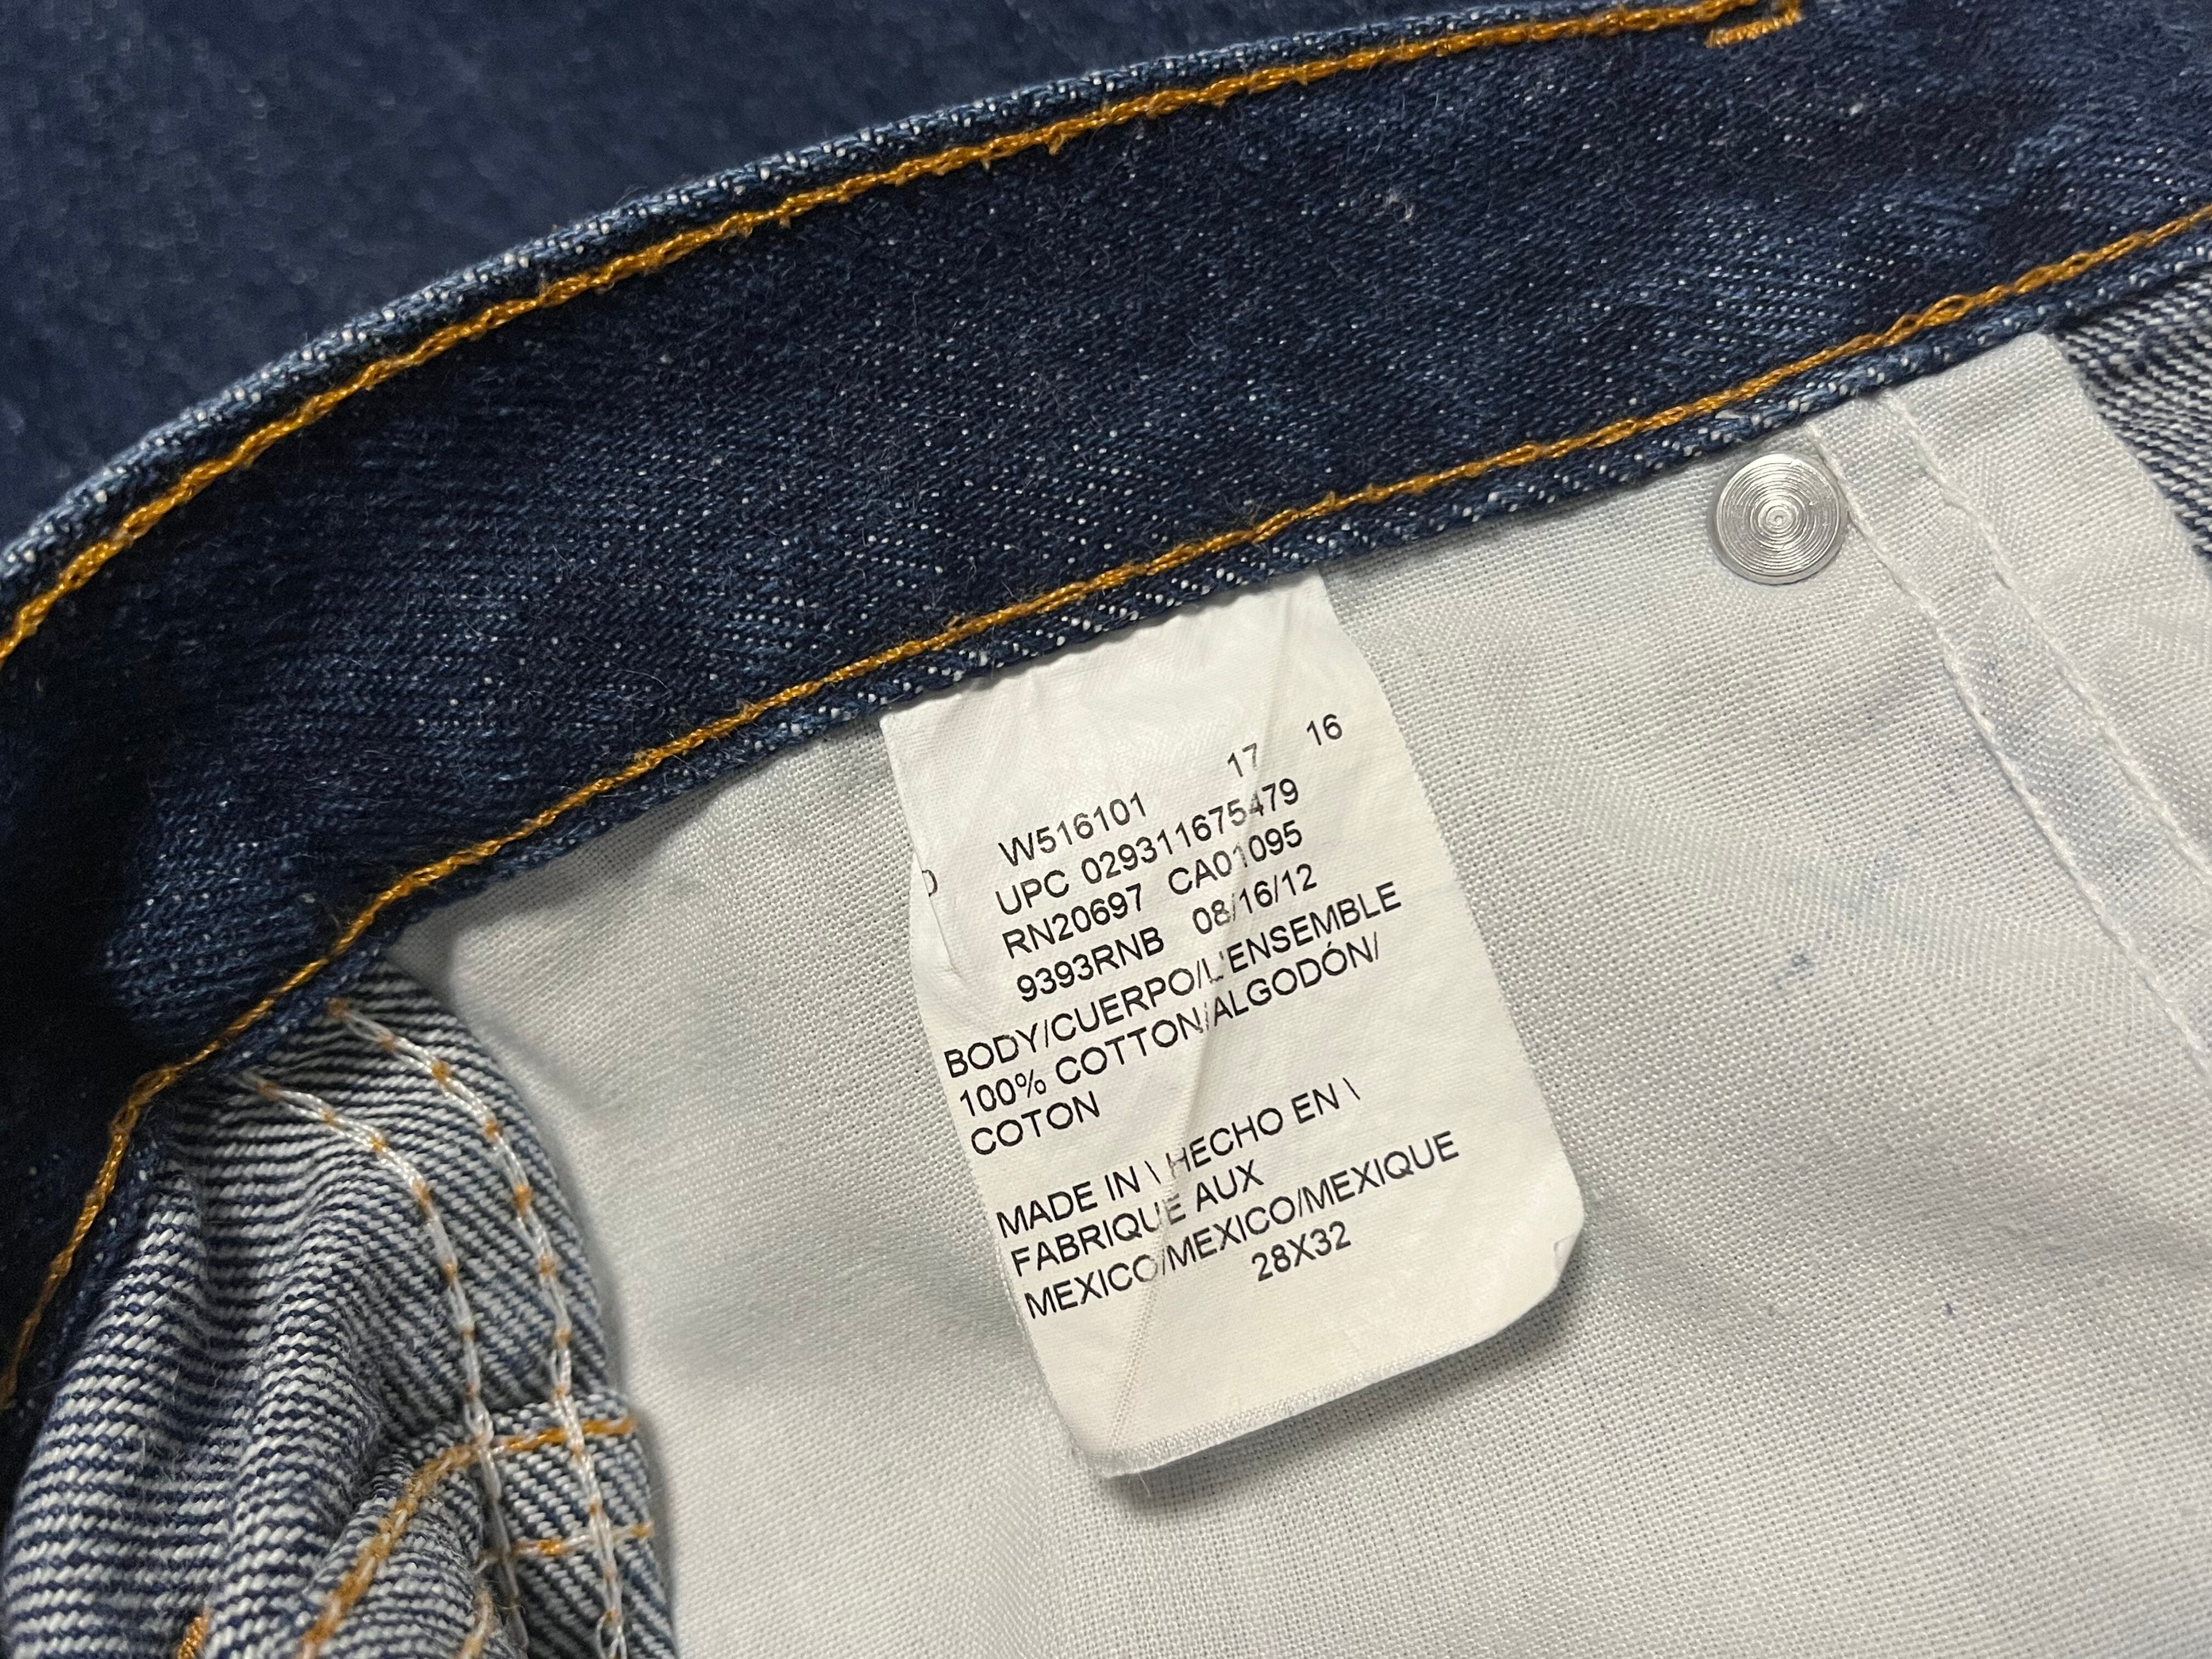 17 16
W516101
UPC 029311675479
RN20697 CA01095
9393RNB 08/16/12
BODY/CUERPO/L'ENSEMBLE
100% COTTON/ALGODÓN/
COTON
MADE IN \ HECHO EN \
FABRIQUE AUX
MEXICO/MEXICO/MEXIQUE
28X32